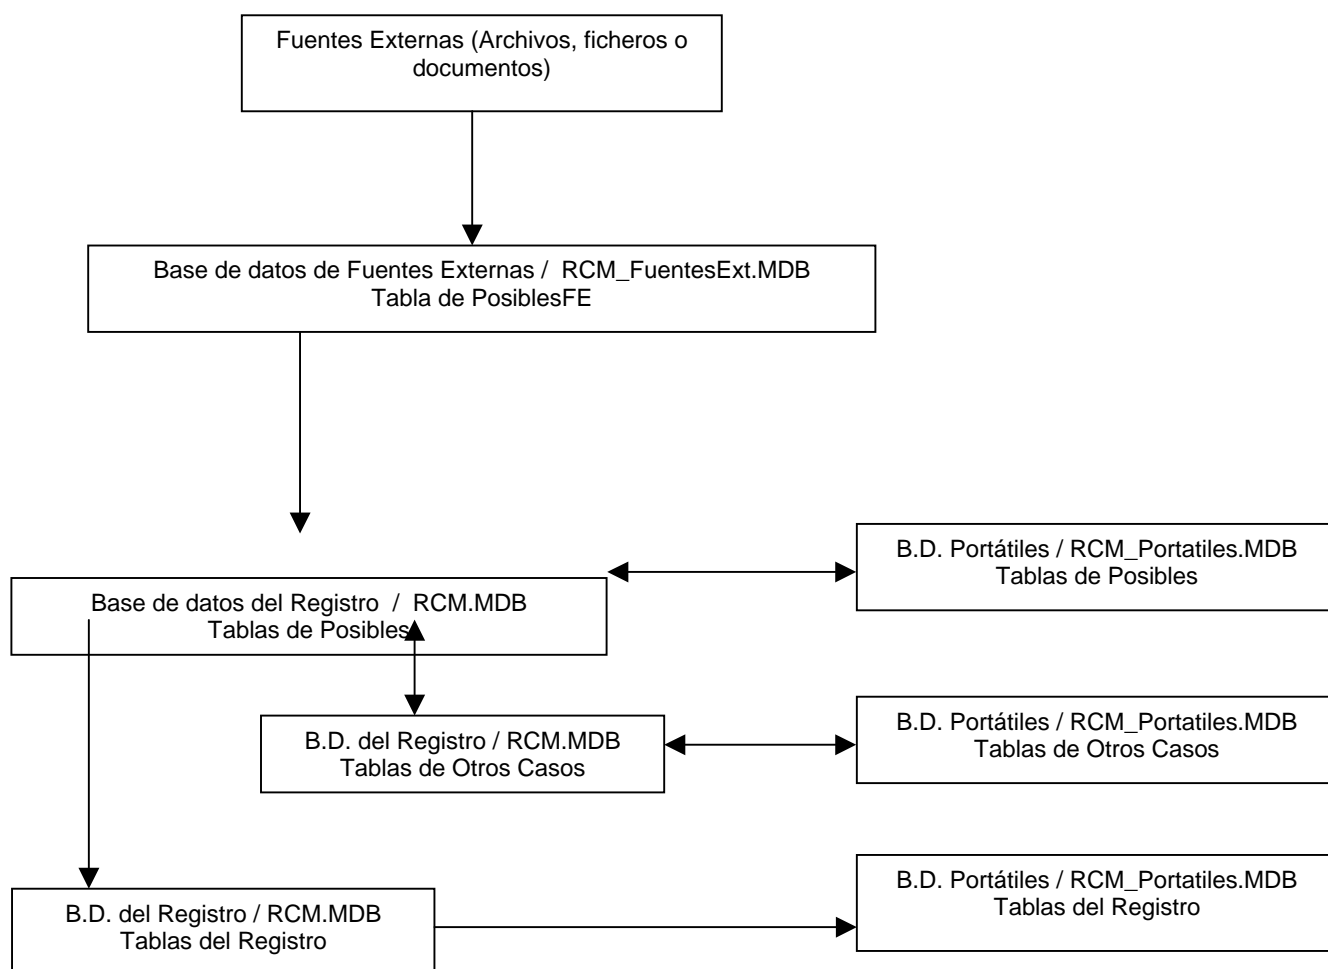 Fuentes Externas (Archivos, ficheros o
documentos)
Base de datos de Fuentes Externas /  RCM_FuentesExt.MDB
Tabla de PosiblesFE
B.D. Portátiles / RCM_Portatiles.MDB
Tablas de Posibles
Base de datos del Registro  /  RCM.MDB
Tablas de Posibles
B.D. del Registro / RCM.MDB
Tablas de Otros Casos
B.D. Portátiles / RCM_Portatiles.MDB
Tablas de Otros Casos
B.D. del Registro / RCM.MDB
Tablas del Registro
B.D. Portátiles / RCM_Portatiles.MDB
Tablas del Registro